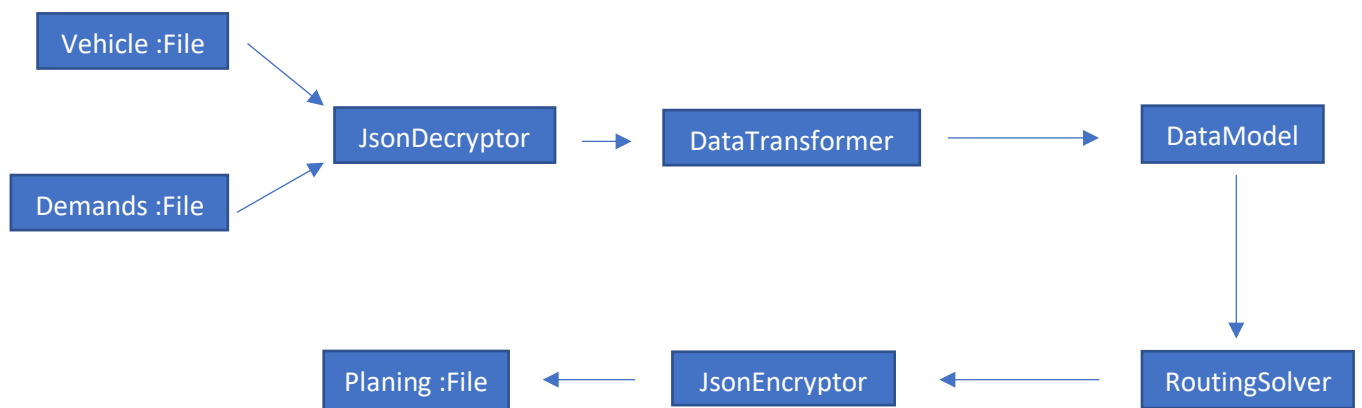 Vehicle :File
JsonDecryptor
DataTransformer
DataModel
Demands :File
Planing :File
JsonEncryptor
RoutingSolver